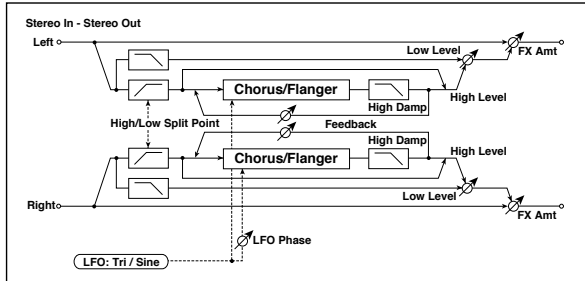 Stereo In - Stereo Out
Left
Low Level
FX Amt
Chorus/Flanger
High Damp
High Level
High/Low Split Point
Feedback
Chorus/Flanger
High Damp
High Level
Low Level
Right
FX Amt
LFO Phase
LFO: Tri / Sine